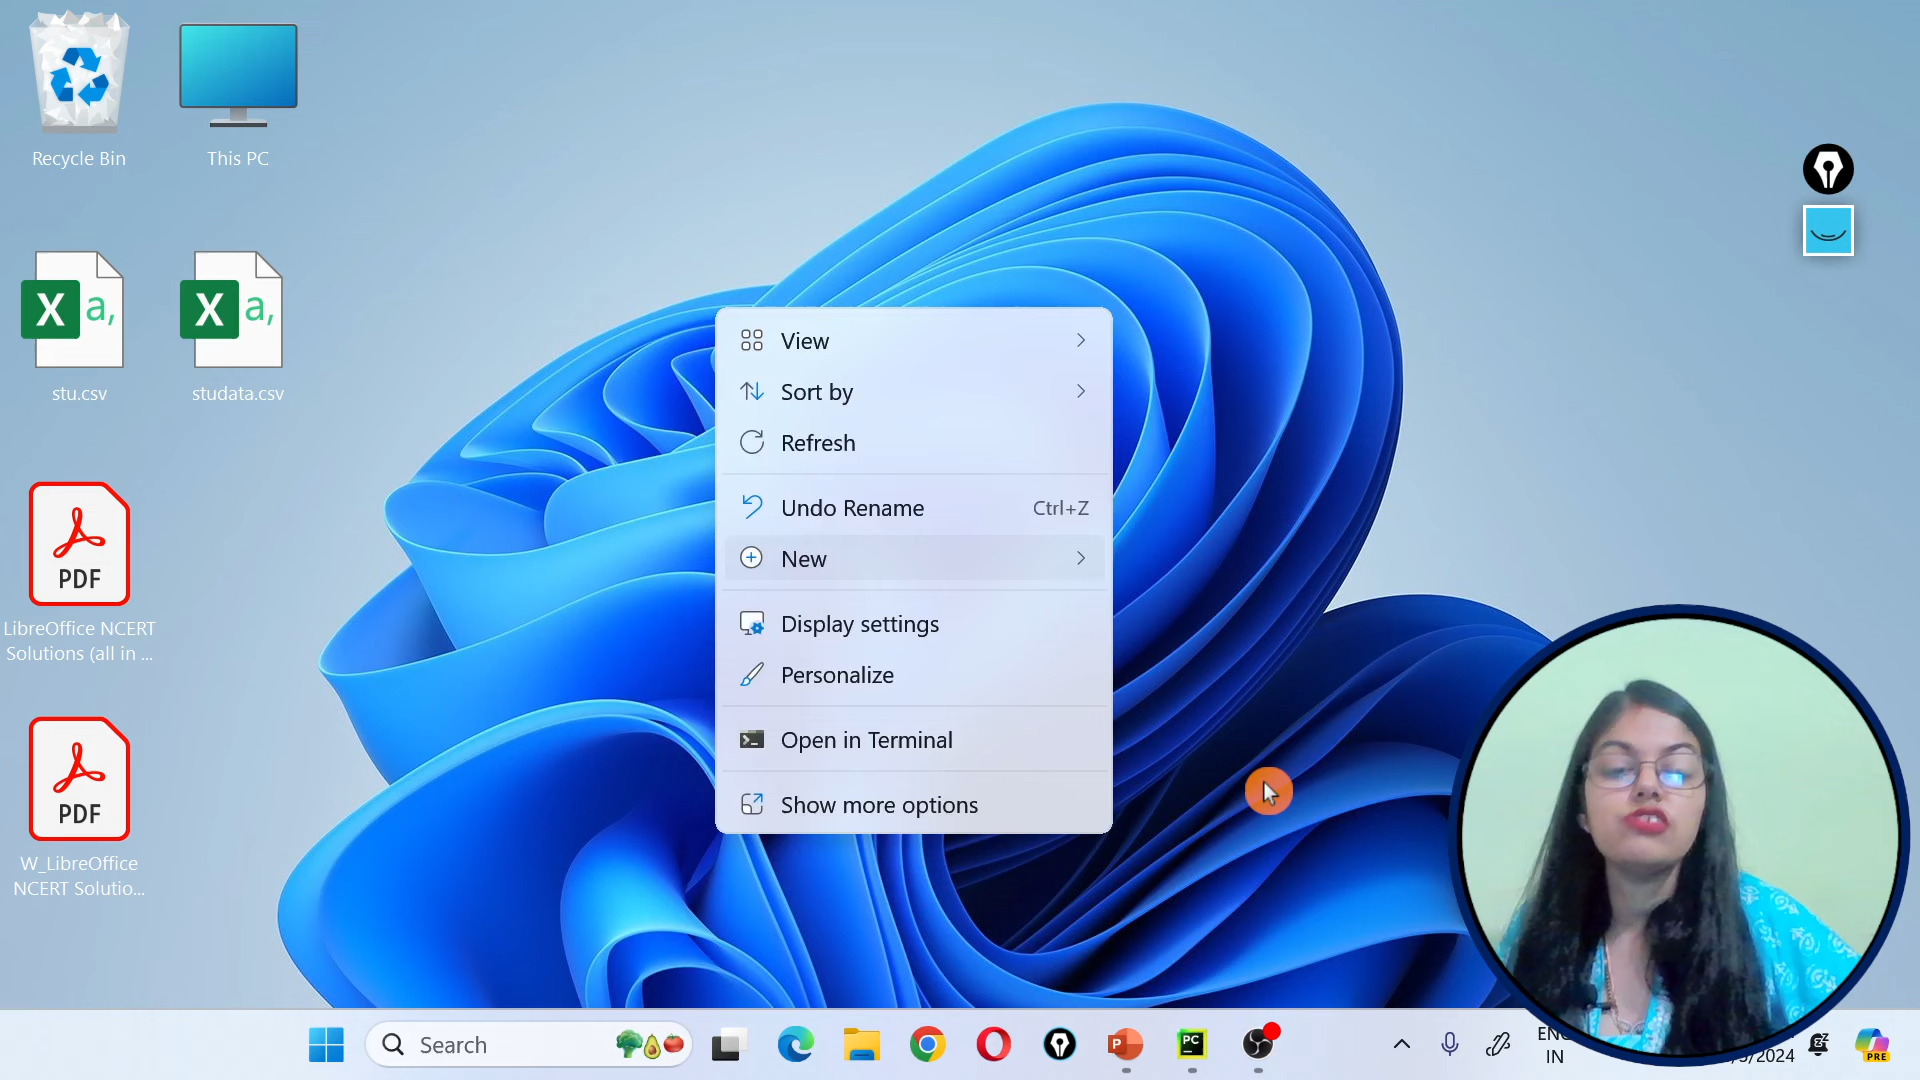 Recycle Bin
This PC
X a,
X a,
stu.csv
studata.csv
PDF
LibreOffice NCERT
Solutions (all in ...
PDF
W_LibreOffice
NCERT Solutio...
View
Sort by
Refresh
Undo Rename Ctrl+Z
New
Display settings
Personalize
Open in Terminal
Show more options
Search
P
PC
IN
/2024
PRE